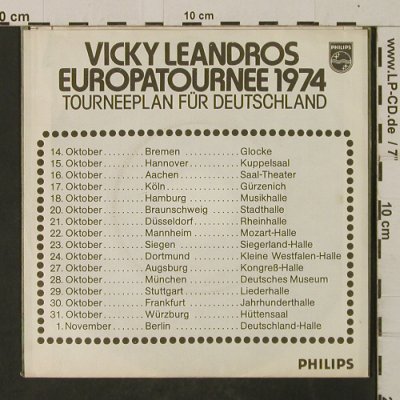 0 cm
10 cm
VICKY LEANDROS
EUROPATOURNEE 1974
TOURNEEPLAN FÜR DEUTSCHLAND
PHILIPS
14. Oktober ........ Bremen ........... Glocke
15. Oktober ........ Hannover .......... Kuppelsaal
16. Oktober ........ Aachen ........... Saal-Theater
17. Oktober ........ Köln .............. Gürzenich
18. Oktober ........ Hamburg .......... Musikhalle
20. Oktober ........ Braunschweig ...... Stadthalle
21. Oktober ........ Düsseldorf ........ Rheinhalle
22. Oktober ........ Mannheim ......... Mozart-Halle
23. Oktober ........ Siegen ............ Siegerland-Halle
24. Oktober ........ Dortmund ......... Kleine Westfalen-Halle
27. Oktober ........ Augsburg ......... Kongreß-Halle
28. Oktober ........ München .......... Deutsches Museum
29. Oktober ........ Stuttgart .......... Liederhalle
30. Oktober ........ Frankfurt .......... Jahrhunderthalle
31. Oktober ........ Würzburg ......... Hüttensaal
1. November ....... Berlin ............. Deutschland-Halle
PHILIPS
www.LP-CD.de / 7"
10 cm